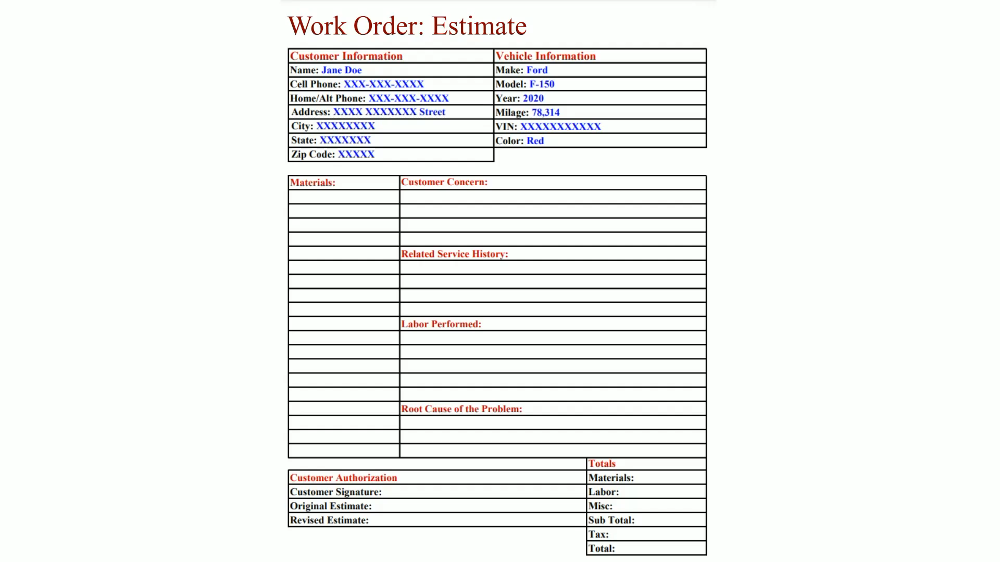 Work Order: Estimate
Customer Information
Name: Jane Doe
Cell Phone: XXX-XXX-XXXX
Home/Alt Phone: XXX-XXX-XXXX
Address: XXXX XXXXXXX Street
City: XXXXXXXX
State: XXXXXXX
Zip Code: XXXXX
Vehicle Information
Make: Ford
Model: F-150
Year: 2020
Milage: 78,314
VIN: XXXXXXXXXXX
Color: Red
Materials:
Customer Concern:
Related Service History:
Labor Performed:
Root Cause of the Problem:
Customer Authorization
Customer Signature:
Original Estimate:
Revised Estimate:
Totals
Materials:
Labor:
Misc:
Sub Total:
Tax:
Total: